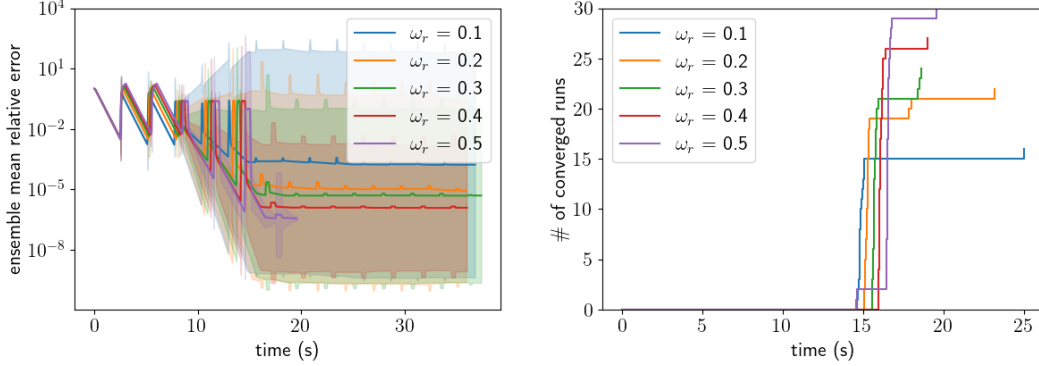 10^4
10^1
10^-2
10^-5
10^-8
ensemble mean relative error
0
10
20
30
time (s)
ω_r = 0.1
ω_r = 0.2
ω_r = 0.3
ω_r = 0.4
ω_r = 0.5
30
25
20
15
10
5
0
# of converged runs
0
5
10
15
20
25
time (s)
ω_r = 0.1
ω_r = 0.2
ω_r = 0.3
ω_r = 0.4
ω_r = 0.5